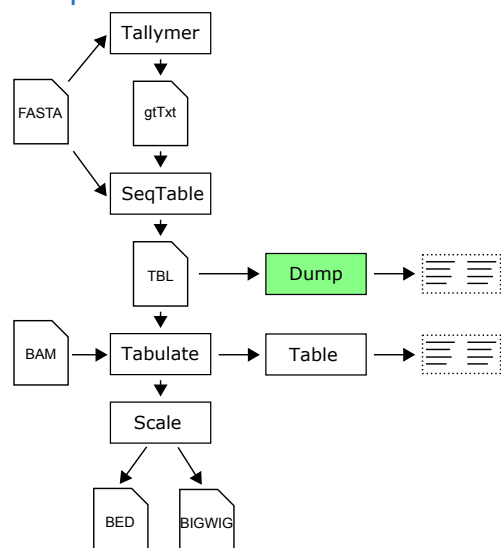 Tallymer
FASTA
gtTxt
SeqTable
TBL
Dump
BAM
Tabulate
Table
Scale
BED
BIGWIG